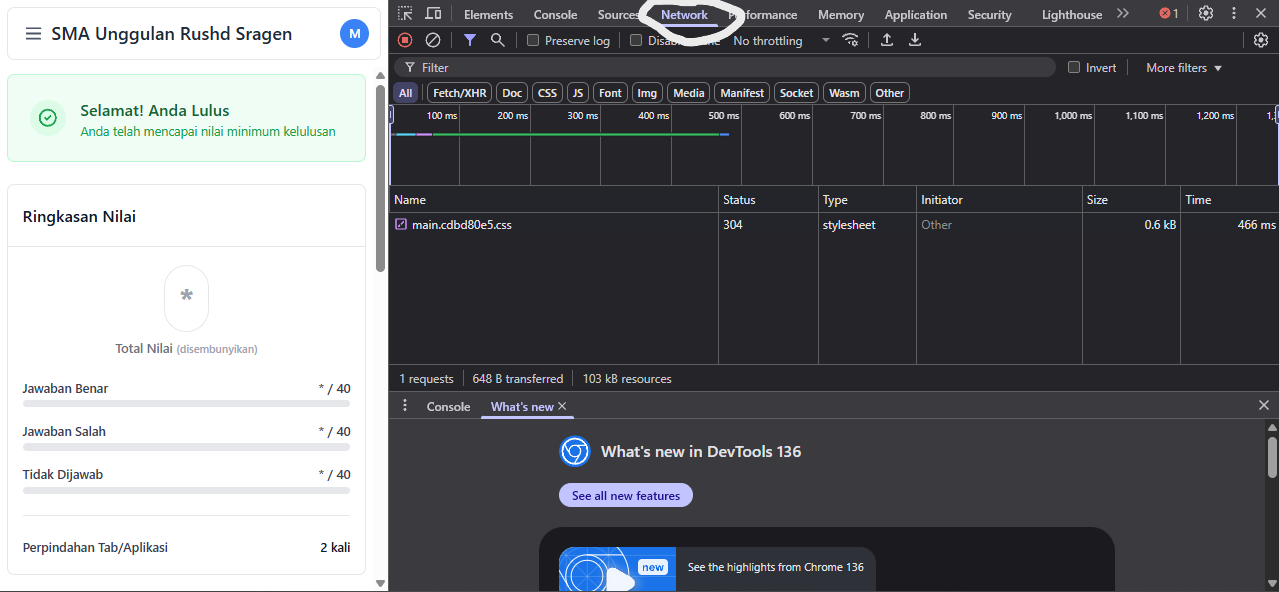 SMA Unggulan Rushd Sragen
M
Selamat! Anda Lulus
Anda telah mencapai nilai minimum kelulusan
Ringkasan Nilai
*
Total Nilai (disembunyikan)
Jawaban Benar * / 40
Jawaban Salah * / 40
Tidak Dijawab * / 40
Perpindahan Tab/Aplikasi 2 kali
Elements Console Sources Network Performance Memory Application Security Lighthouse 1
Preserve log No throttling
Filter Invert More filters
All Fetch/XHR Doc CSS JS Font Img Media Manifest Socket Wasm Other
100 ms 200 ms 300 ms 400 ms 500 ms 600 ms 700 ms 800 ms 900 ms 1,000 ms 1,100 ms 1,200 ms
Name Status Type Initiator Size Time
main.cdbd80e5.css 304 stylesheet Other 0.6 kB 466 ms
1 requests 648 B transferred 103 kB resources
Console What's new
What's new in DevTools 136
See all new features
new
See the highlights from Chrome 136